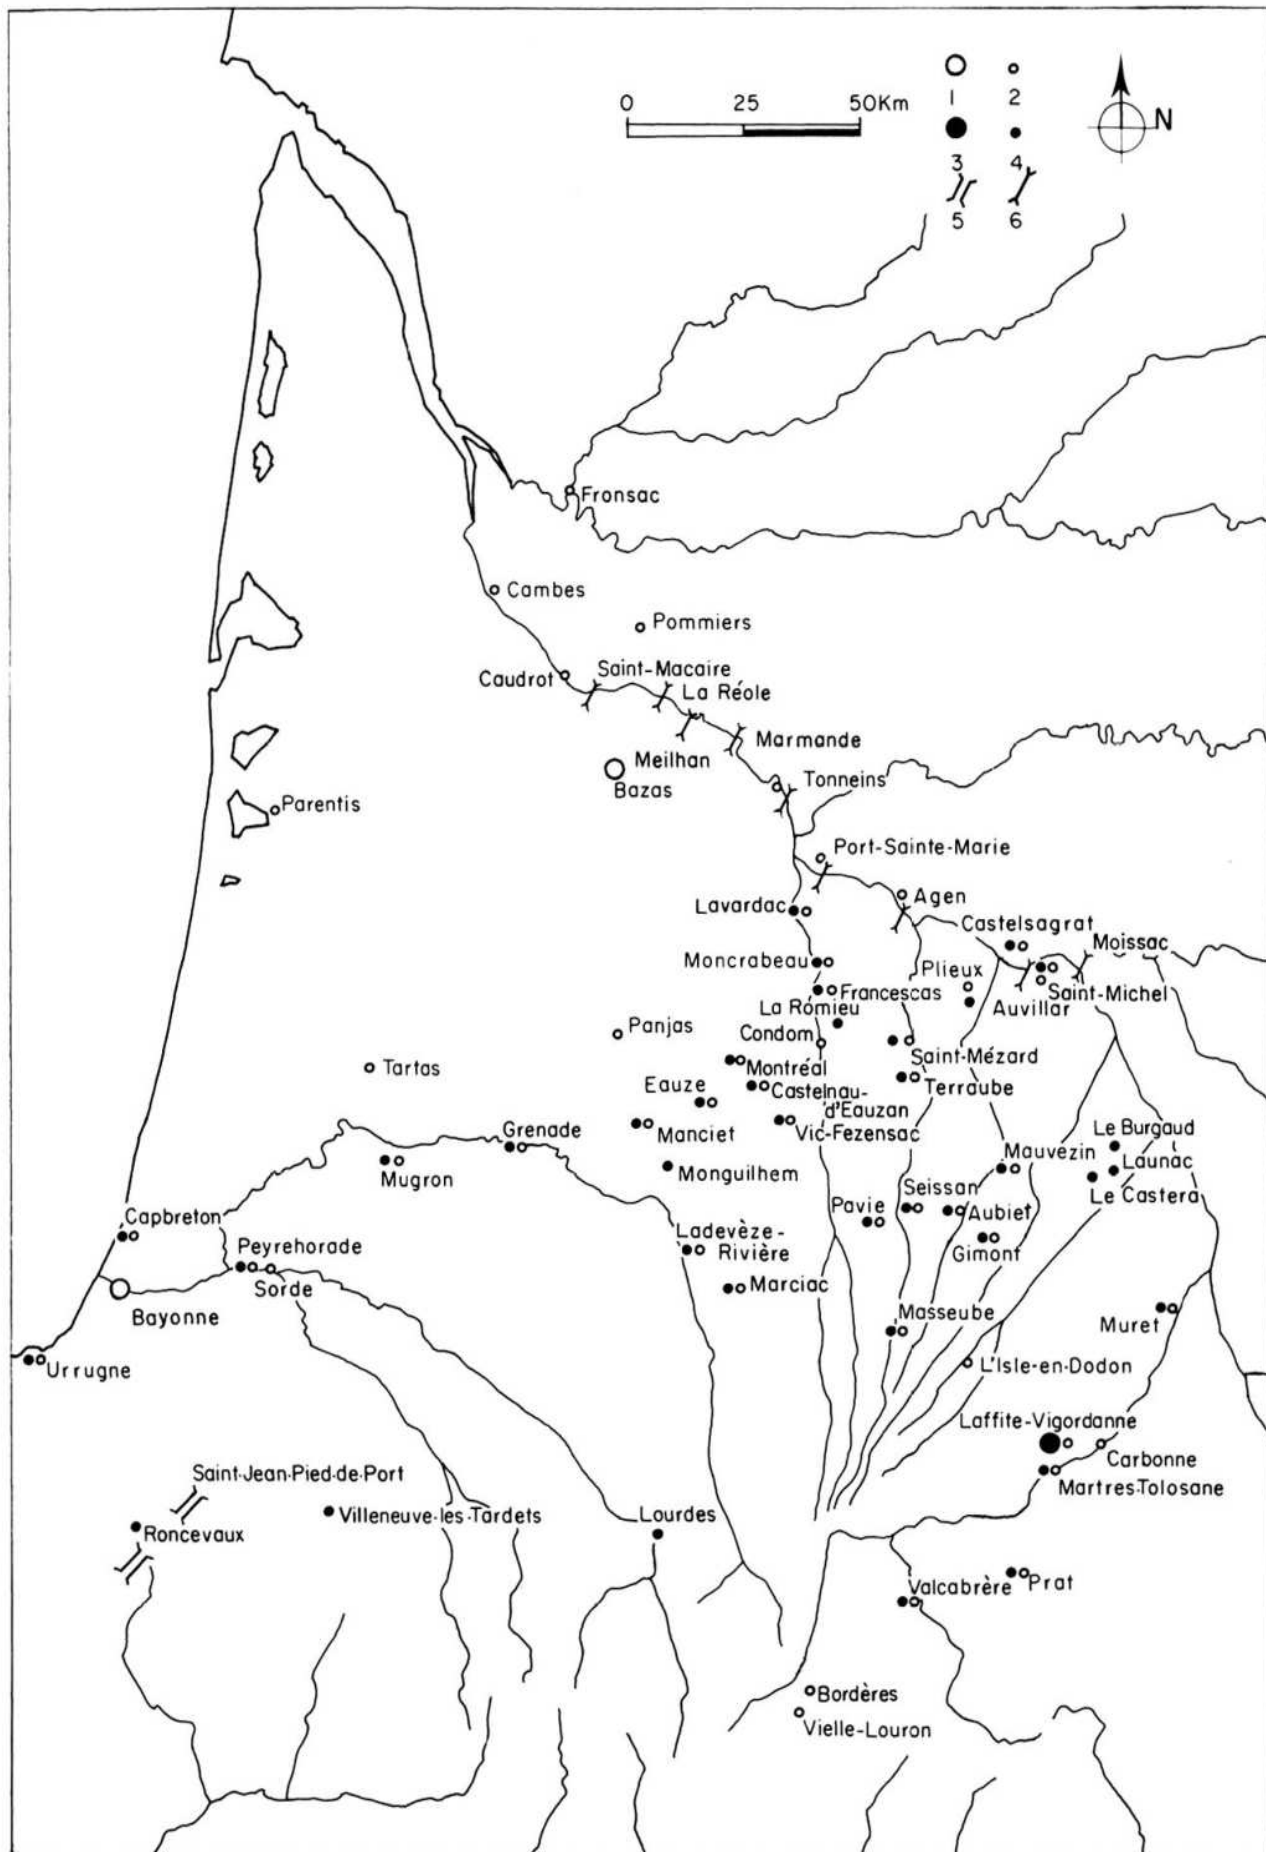 0 25 50Km
1 2
N
3 4
5 6
Fronsac
Cambes
Pommiers
Saint-Macaire
Caudrot
La Réole
Marmande
Meilhan
Bazas
Tonneins
Parentis
Port-Sainte-Marie
Agen
Lavardac
Castelsagrat
Moissac
Moncrabeau
Plieux
Saint-Michel
Francescas
La Romieu
Auvillar
Panjas
Condom
Saint-Mézard
Tartas
Montréal
Eauze
Castelnau-
d'Eauzan
Terraube
Manciet
Vic-Fezensac
Grenade
Le Burgaud
Mauvezin
Launac
Monguilhem
Mugron
Le Castera
Seissan
Pavie
Aubiet
Capbreton
Ladevèze-
Rivière
Gimont
Peyrehorade
Sorde
Marciac
Bayonne
Masseube
Muret
Urrugne
L'Isle-en-Dodon
Laffite-Vigordanne
Carbonne
Saint-Jean-Pied-de-Port
Martres-Tolosane
Villeneuve-les-Tardets
Lourdes
Roncevaux
Valcabrère
Prat
Bordères
Vielle-Louron